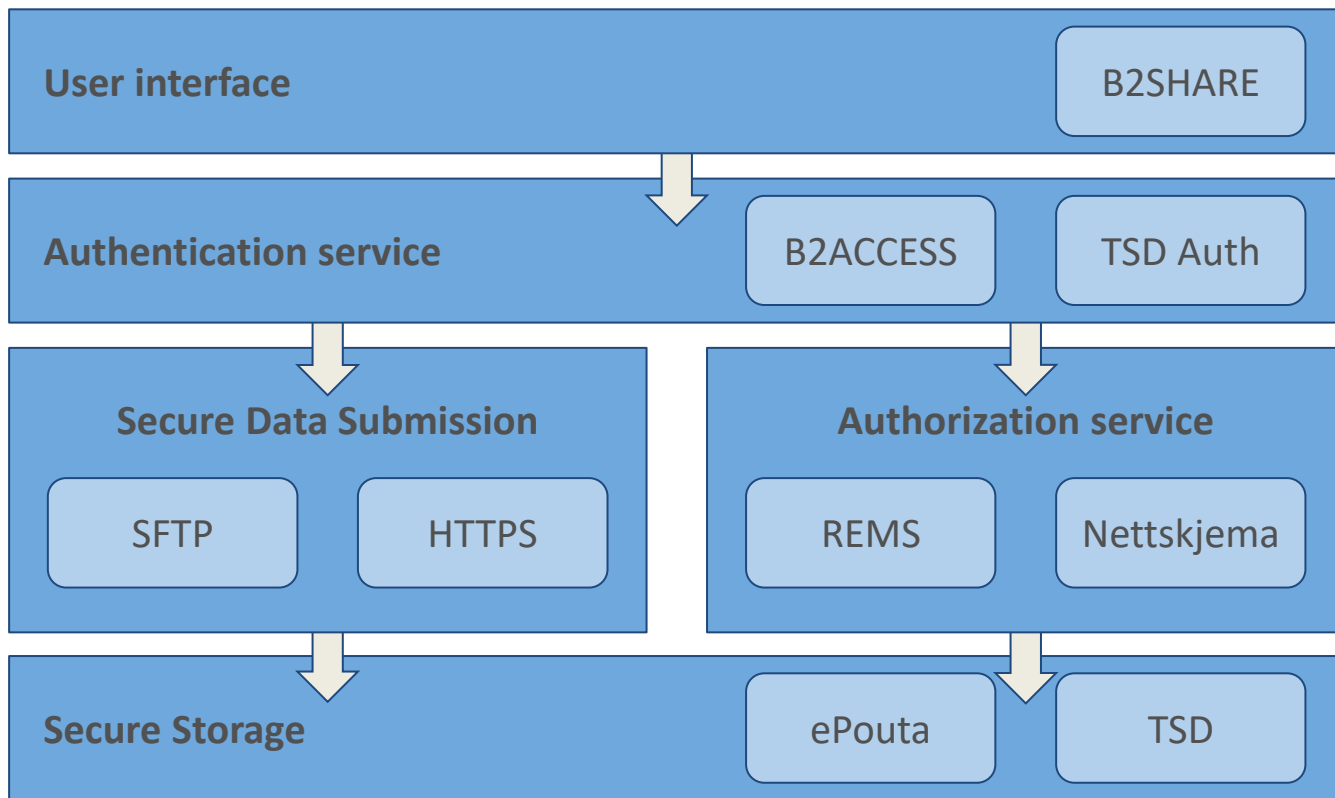 User interface
B2SHARE
Authentication service
B2ACCESS
TSD Auth
Secure Data Submission
SFTP
HTTPS
Authorization service
REMS
Nettskjema
Secure Storage
ePouta
TSD